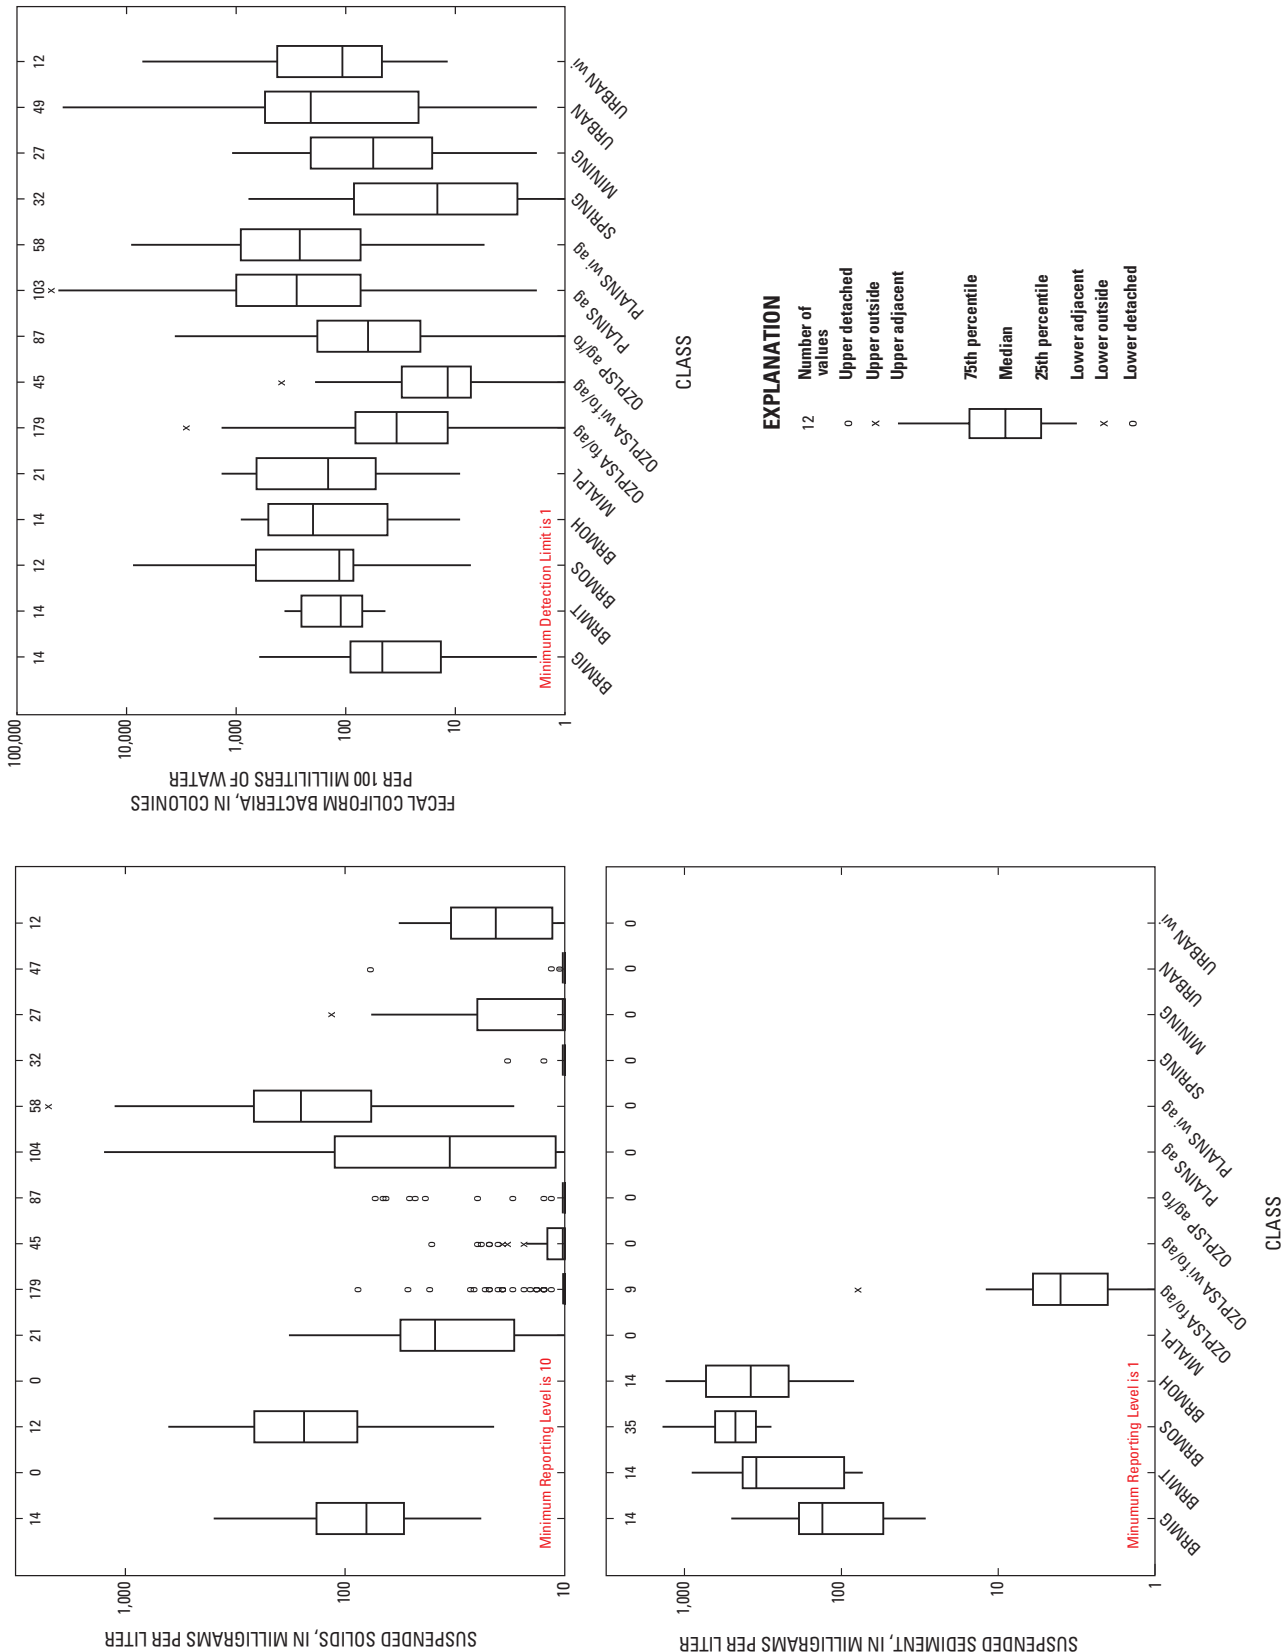 14 0 12 0 21 179 45 87 104 58 32 27 47 12
1,000
100
10
SUSPENDED SOLIDS, IN MILLIGRAMS PER LITER
Minimum Reporting Level is 10
14 14 35 14 0 9 0 0 0 0 0 0 0 0
1,000
100
10
1
SUSPENDED SEDIMENT, IN MILLIGRAMS PER LITER
Minumum Reporting Level is 1
BRMIG
BRMIT
BRMOS
BRMOH
MIALPL
OZPLSA fo/ag
OZPLSA wi fo/ag
OZPLSP ag/fo
PLAINS ag
PLAINS wi ag
SPRING
MINING
URBAN
URBAN wi
CLASS
14 14 12 14 21 179 45 87 103 58 32 27 49 12
100,000
10,000
1,000
100
10
1
FECAL COLIFORM BACTERIA, IN COLONIES
PER 100 MILLILITERS OF WATER
Minimum Detection Limit is 1
BRMIG
BRMIT
BRMOS
BRMOH
MIALPL
OZPLSA fo/ag
OZPLSA wi fo/ag
OZPLSP ag/fo
PLAINS ag
PLAINS wi ag
SPRING
MINING
URBAN
URBAN wi
CLASS
EXPLANATION
12 Number of
values
o Upper detached
x Upper outside
Upper adjacent
75th percentile
Median
25th percentile
Lower adjacent
x Lower outside
o Lower detached